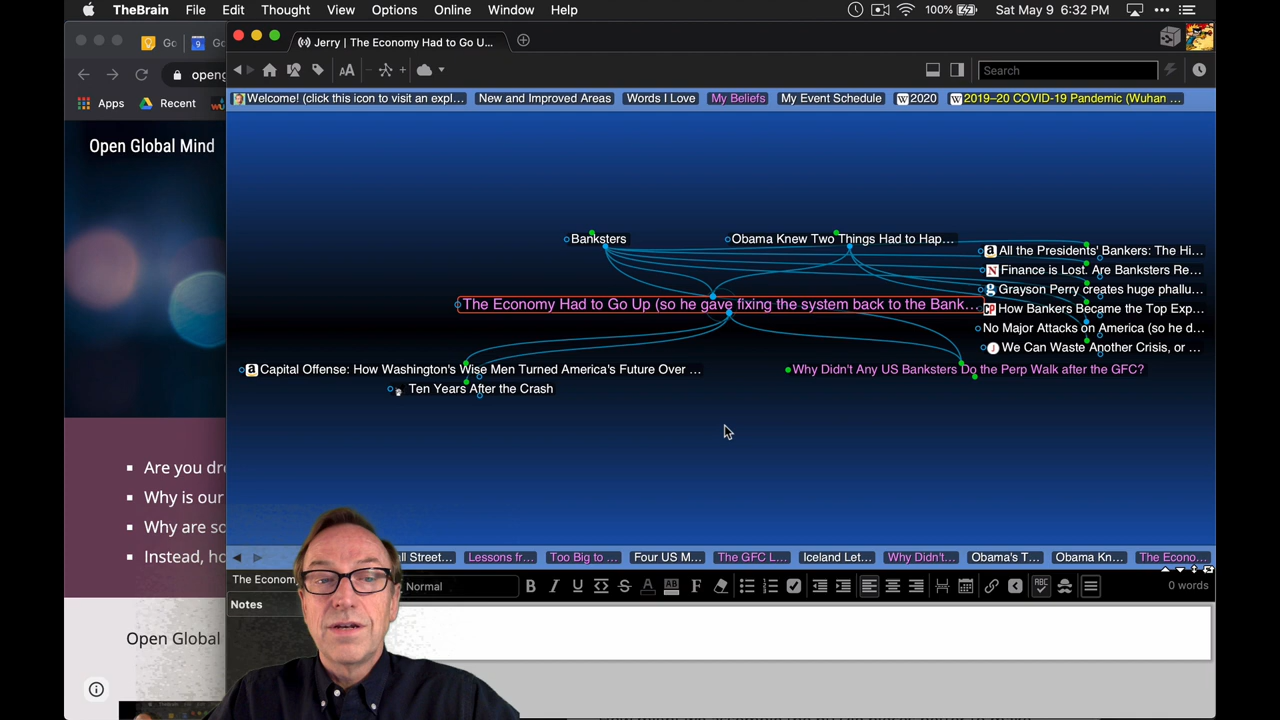 TheBrain File Edit Thought View Options Online Window Help 100% Sat May 9 6:32 PM
Jerry | The Economy Had to Go U...
Go 9 G
openg
Search
Apps Recent
Welcome! (click this icon to visit an expl... New and Improved Areas Words I Love My Beliefs My Event Schedule W 2020 W 2019–20 COVID-19 Pandemic (Wuhan ...
Open Global Mind
Banksters
Obama Knew Two Things Had to Hap...
a All the Presidents' Bankers: The Hi...
N Finance is Lost. Are Banksters Re...
g Grayson Perry creates huge phallu...
The Economy Had to Go Up (so he gave fixing the system back to the Bank...
CP How Bankers Became the Top Exp...
No Major Attacks on America (so he d...
J We Can Waste Another Crisis, or ...
a Capital Offense: How Washington's Wise Men Turned America's Future Over ...
Why Didn't Any US Banksters Do the Perp Walk after the GFC?
Ten Years After the Crash
Are you dr
Why is our
Why are so
Instead, ho
all Street... Lessons fr... Too Big to ... Four US M... The GFC L... Iceland Let... Why Didn't... Obama's T... Obama Kn... The Econo...
The Economy
Normal B I U S A AB F ABC 0 words
Notes
Open Global